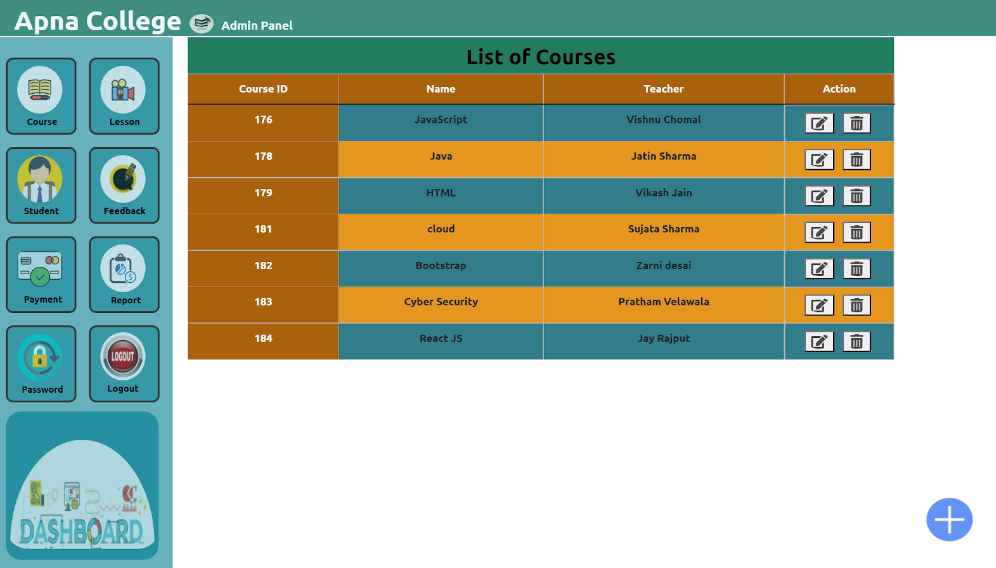 Apna College Admin Panel
List of Courses
Course ID Name Teacher Action
176 JavaScript Vishnu Chomal
178 Java Jatin Sharma
179 HTML Vikash Jain
181 cloud Sujata Sharma
182 Bootstrap Zarni desai
183 Cyber Security Pratham Velawala
184 React JS Jay Rajput
Course Lesson
Student Feedback
Payment Report
LOGOUT
Password Logout
DASHBOARD